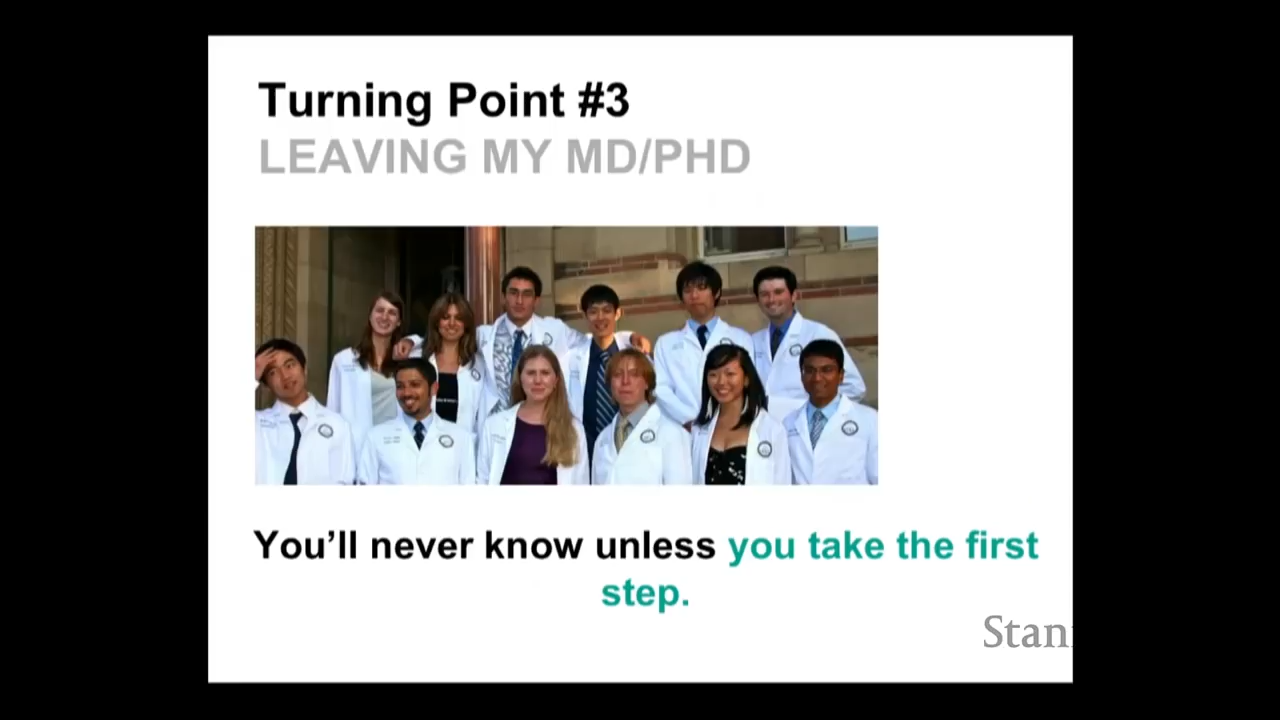 Turning Point #3
LEAVING MY MD/PHD
You'll never know unless you take the first
step.
Stan